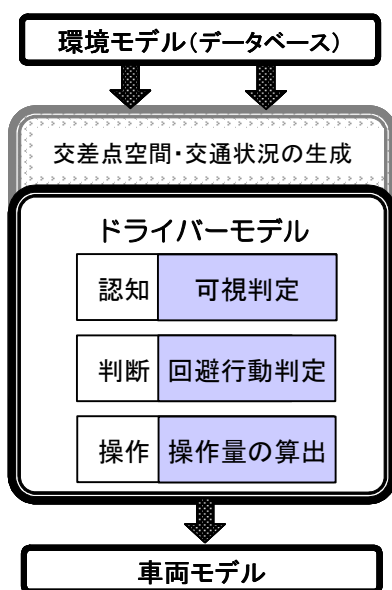 環境モデル(データベース)
交差点空間・交通状況の生成
ドライバーモデル
認知 可視判定
判断 回避行動判定
操作 操作量の算出
車両モデル